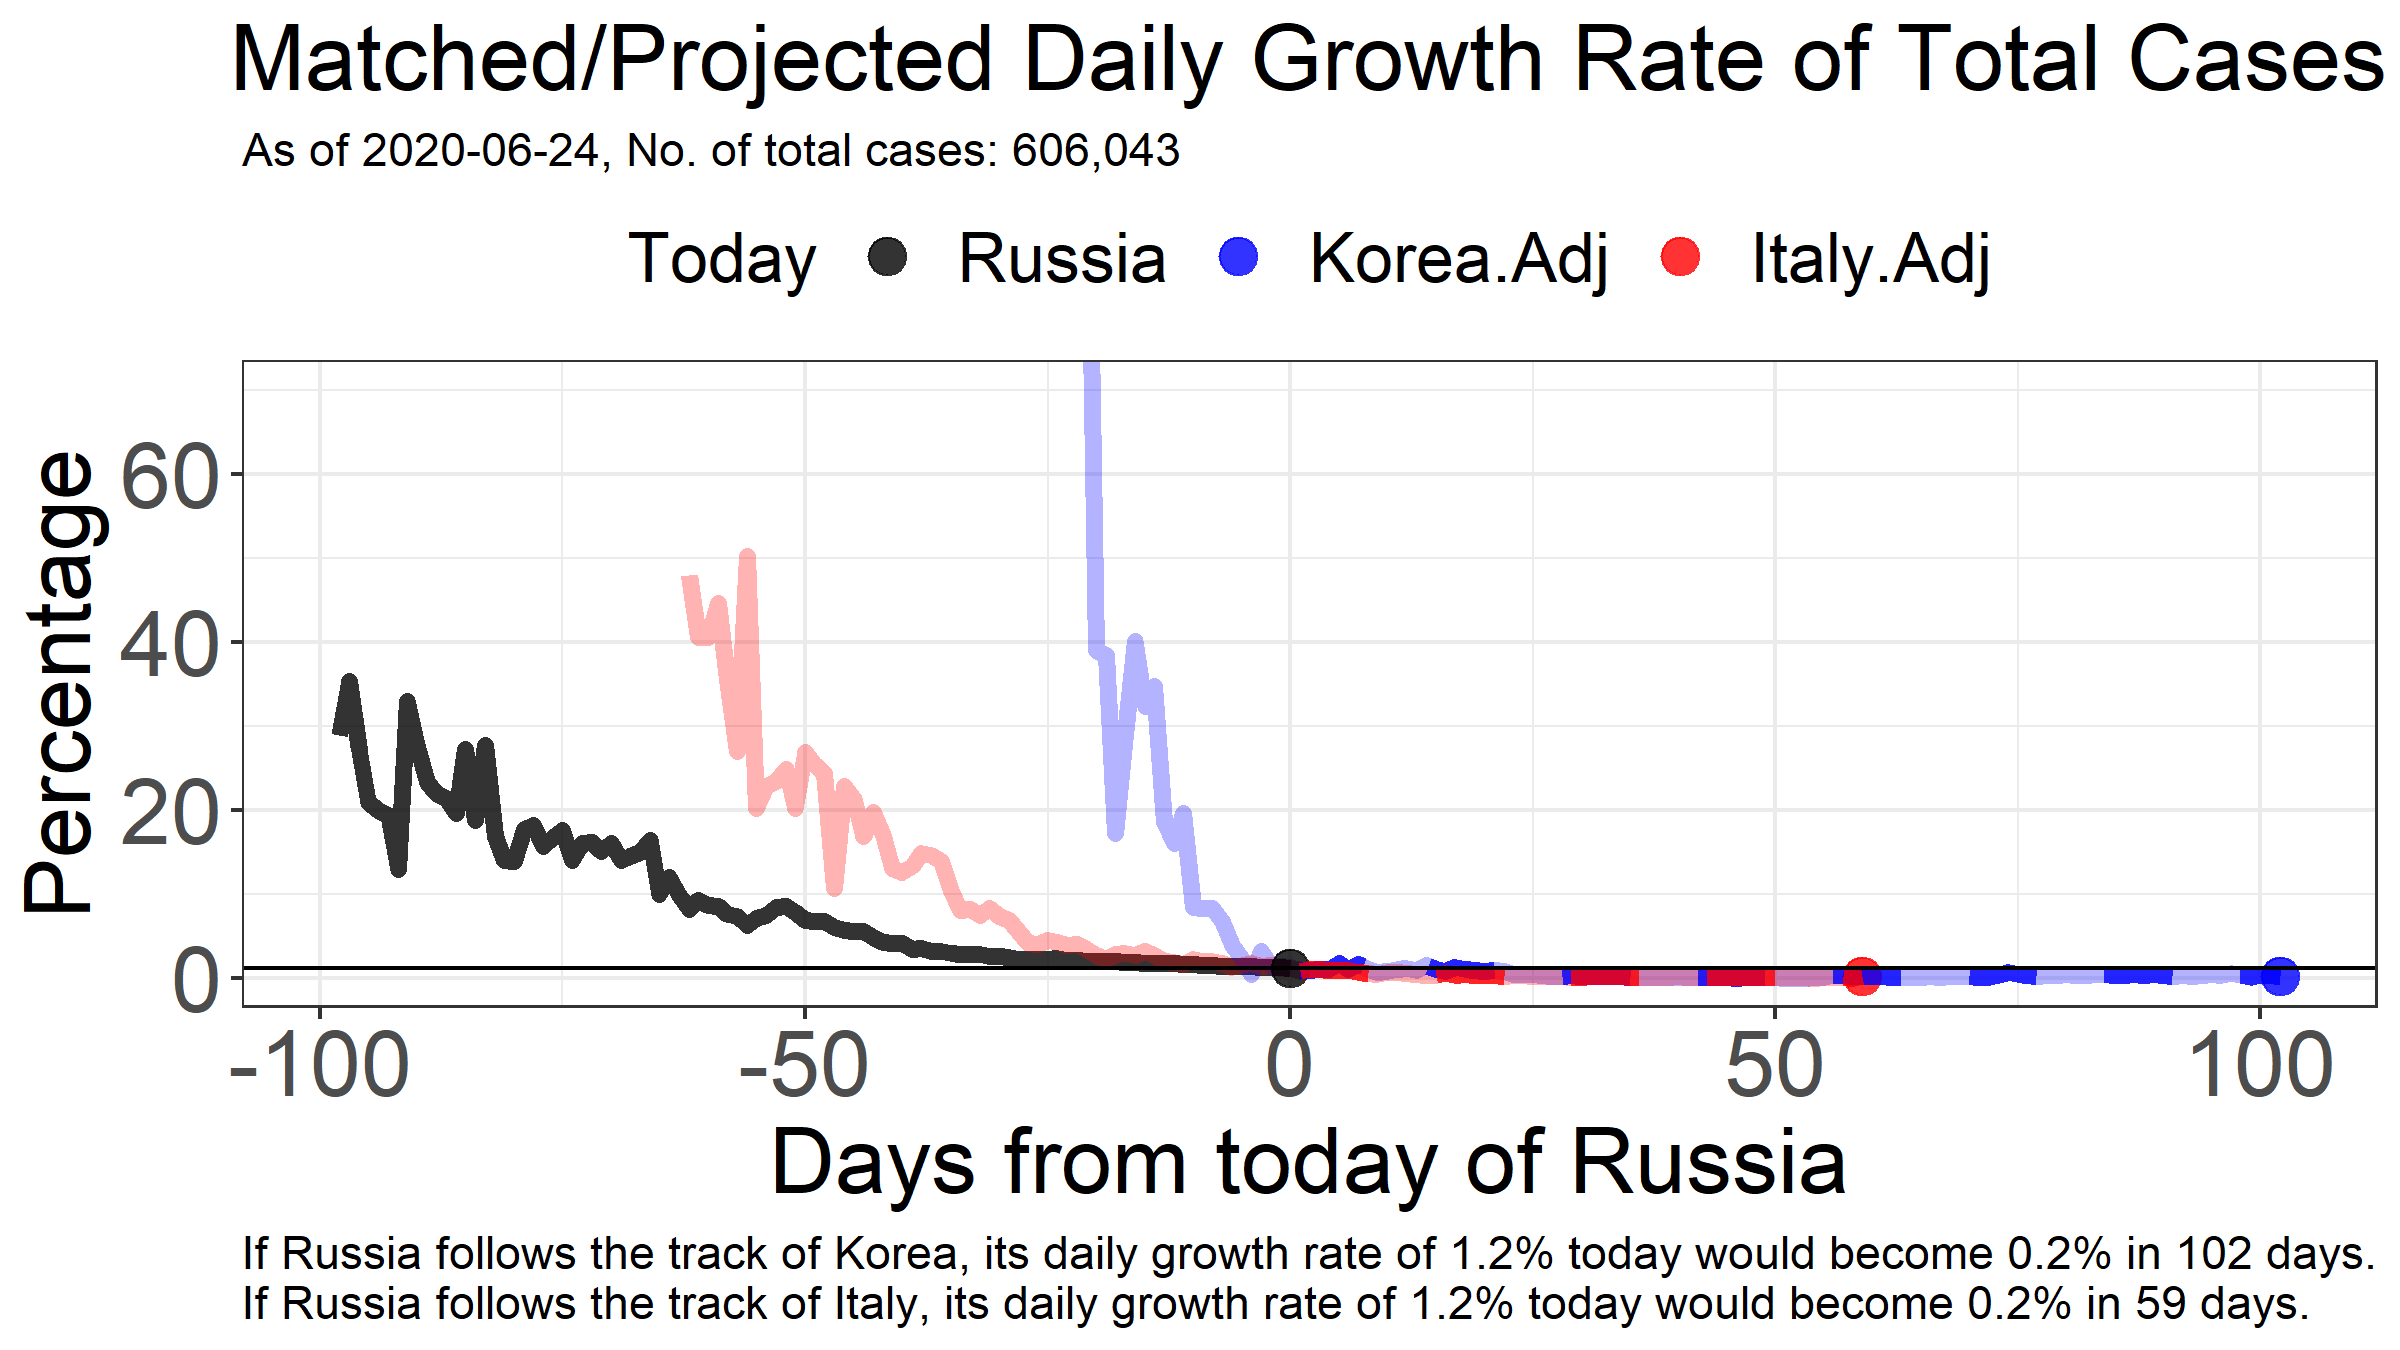 Matched/Projected Daily Growth Rate of Total Cases
As of 2020-06-24, No. of total cases: 606,043
Today Russia Korea.Adj Italy.Adj
Percentage
60
40
20
0
-100 -50 0 50 100
Days from today of Russia
If Russia follows the track of Korea, its daily growth rate of 1.2% today would become 0.2% in 102 days.
If Russia follows the track of Italy, its daily growth rate of 1.2% today would become 0.2% in 59 days.